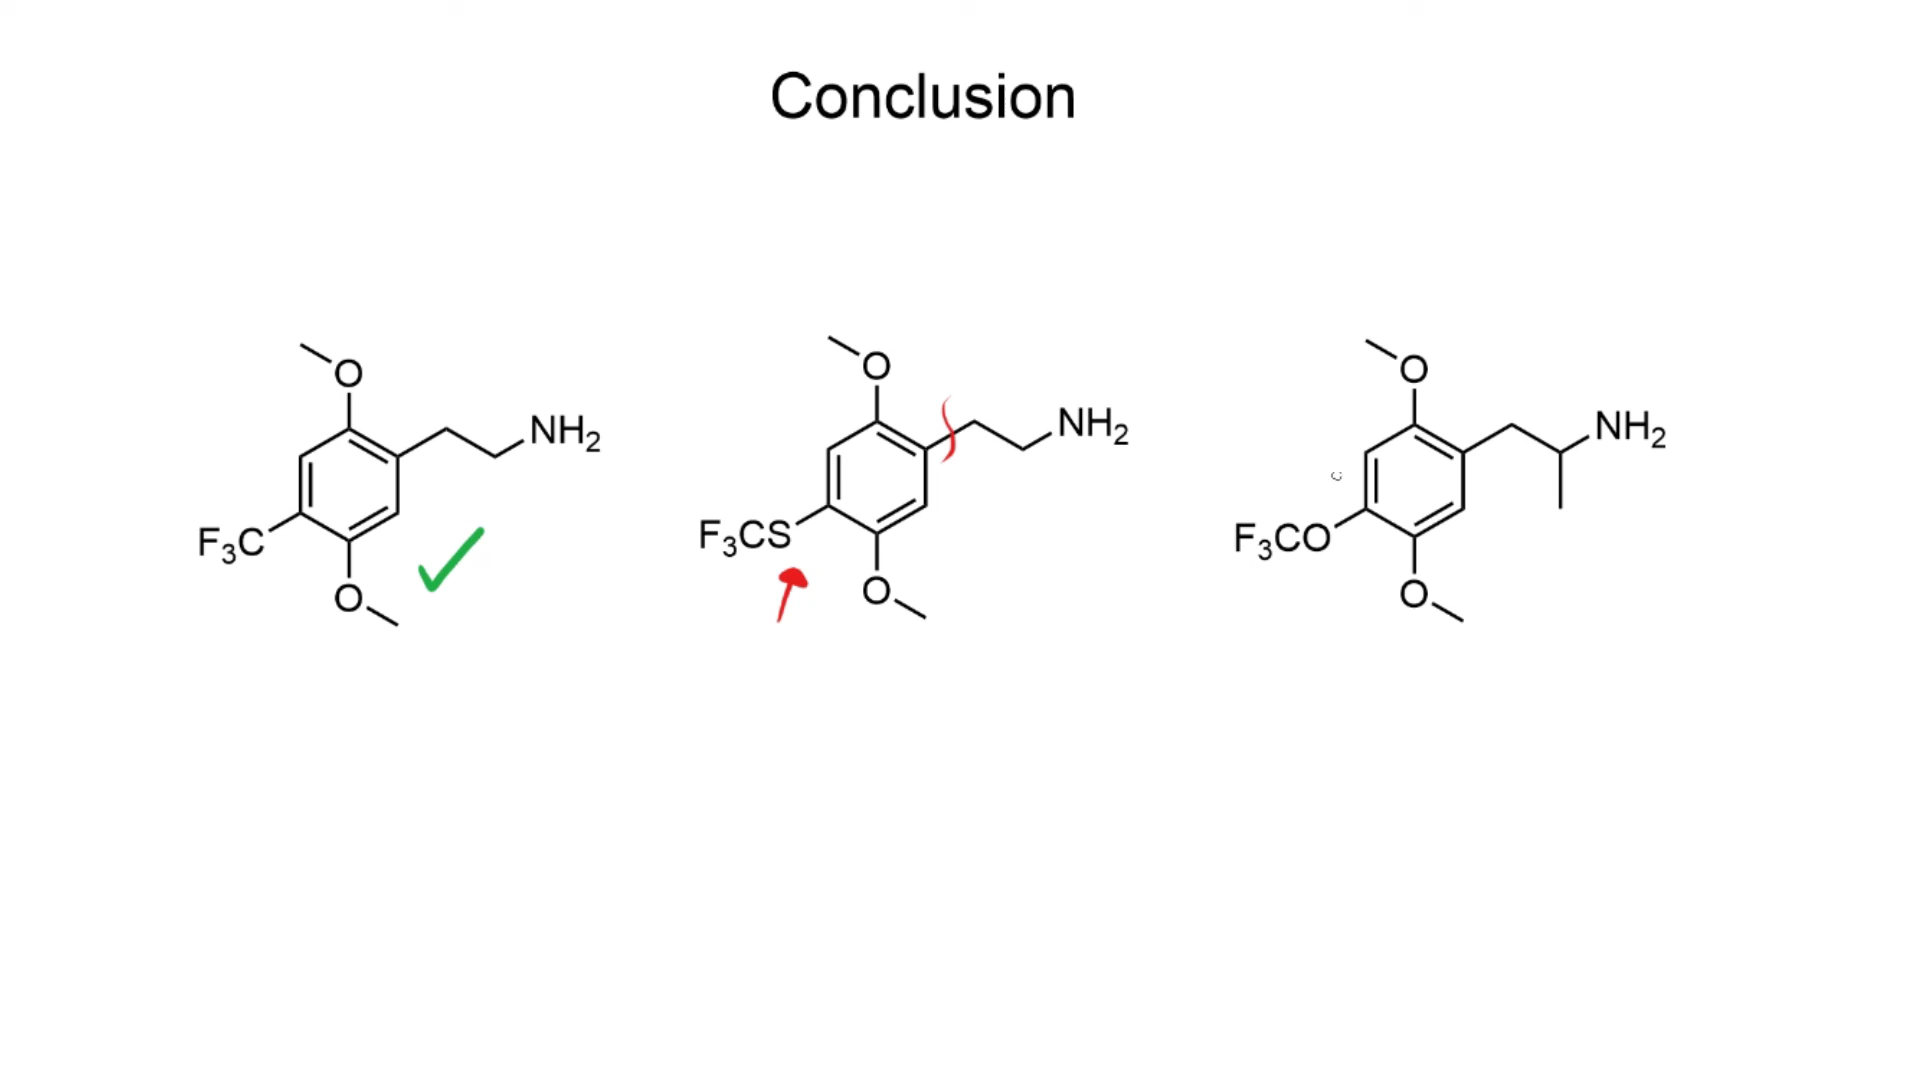 Conclusion
O O O
NH2 NH2 NH2
F3C F3CS F3CO
O O O